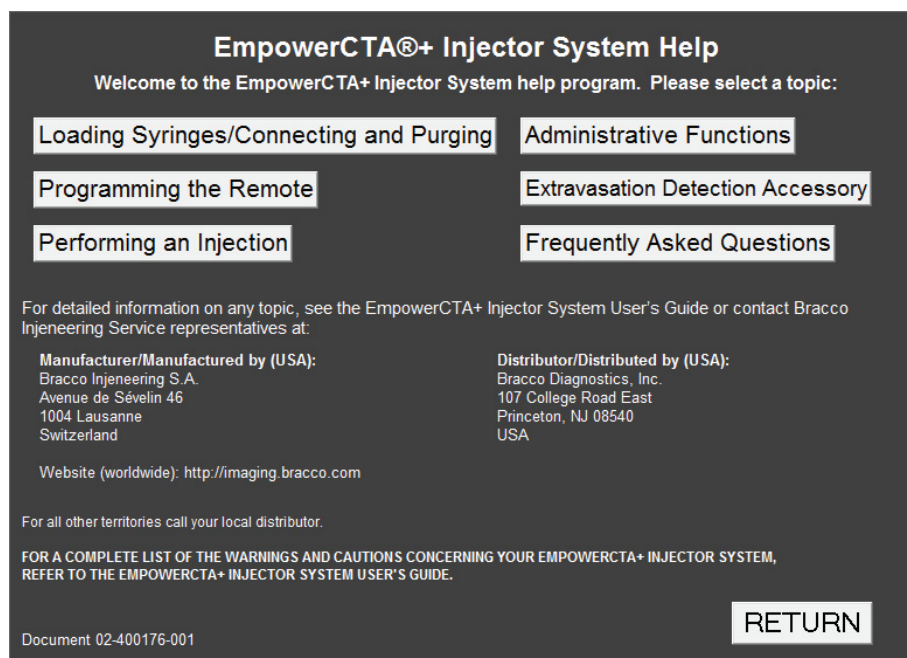 EmpowerCTA®+ Injector System Help
Welcome to the EmpowerCTA+ Injector System help program.  Please select a topic:
Loading Syringes/Connecting and Purging
Administrative Functions
Programming the Remote
Extravasation Detection Accessory
Performing an Injection
Frequently Asked Questions
For detailed information on any topic, see the EmpowerCTA+ Injector System User's Guide or contact Bracco
Injeneering Service representatives at:
Manufacturer/Manufactured by (USA):
Bracco Injeneering S.A.
Avenue de Sévelin 46
1004 Lausanne
Switzerland
Distributor/Distributed by (USA):
Bracco Diagnostics, Inc.
107 College Road East
Princeton, NJ 08540
USA
Website (worldwide): http://imaging.bracco.com
For all other territories call your local distributor.
FOR A COMPLETE LIST OF THE WARNINGS AND CAUTIONS CONCERNING YOUR EMPOWERCTA+ INJECTOR SYSTEM,
REFER TO THE EMPOWERCTA+ INJECTOR SYSTEM USER'S GUIDE.
RETURN
Document 02-400176-001